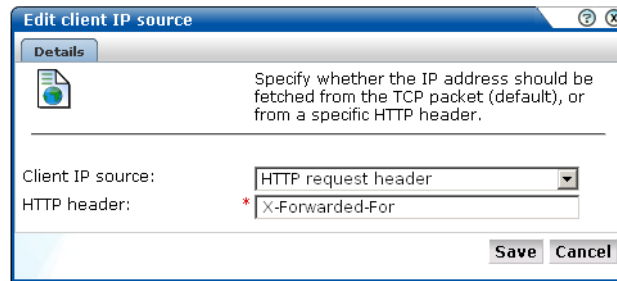 Edit client IP source
Details
Specify whether the IP address should be
fetched from the TCP packet (default), or
from a specific HTTP header.
Client IP source: HTTP request header
HTTP header: * X-Forwarded-For
Save Cancel